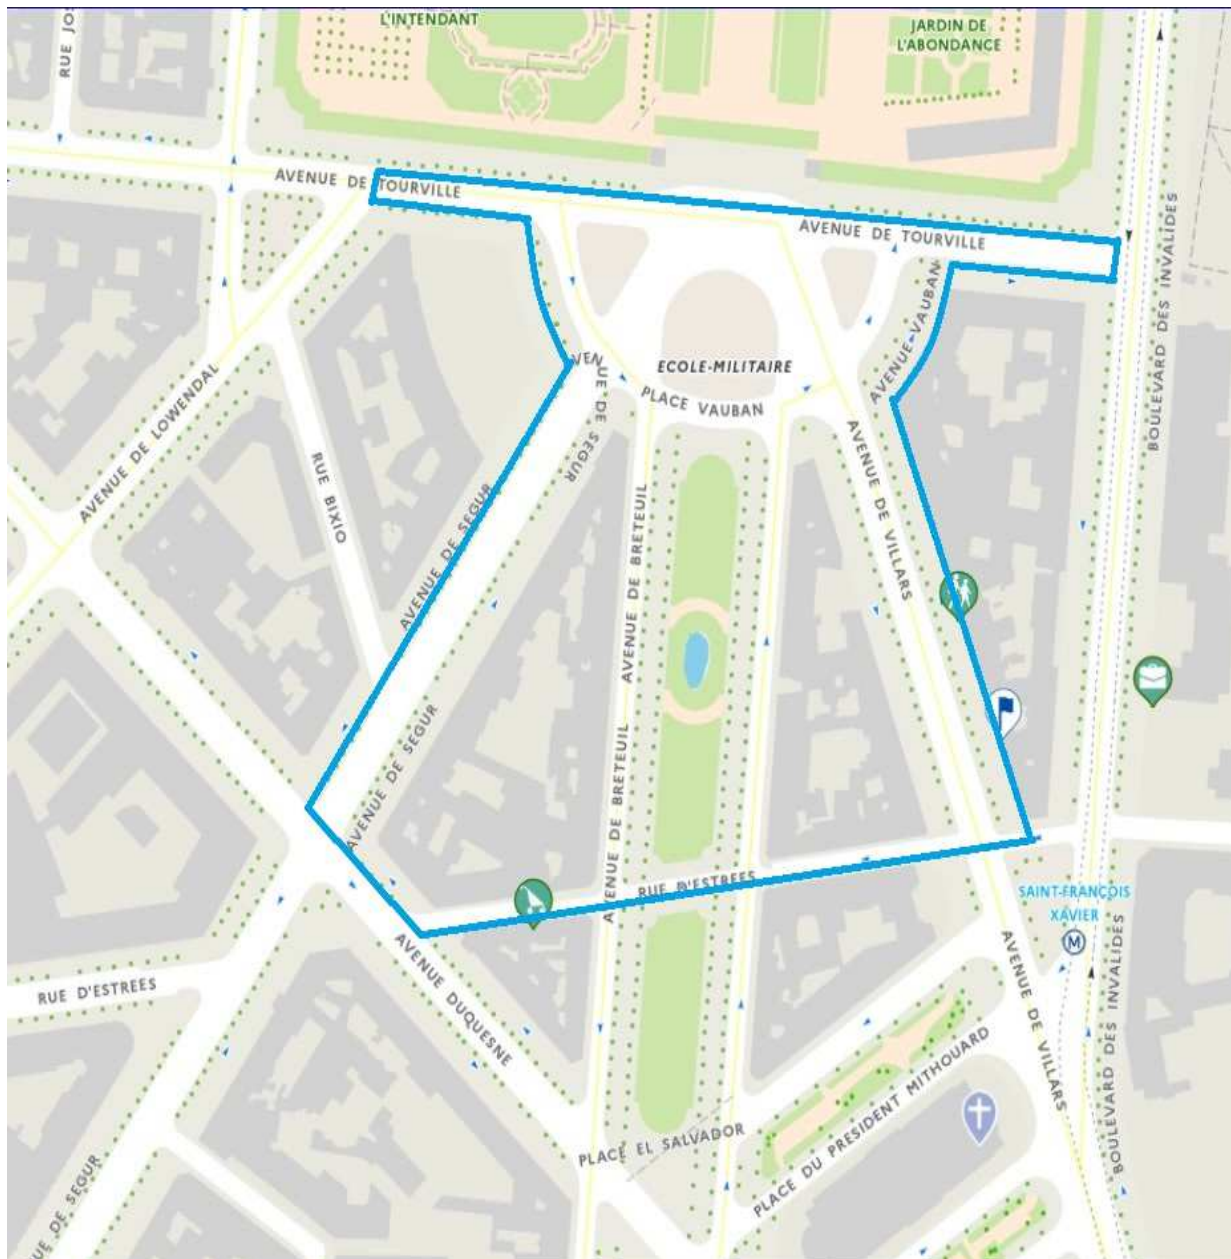 L'INTENDANT
JARDIN DE
L'ABONDANCE
RUE JOS
AVENUE DE TOURVILLE
AVENUE DE TOURVILLE
BOULEVARD DES INVALIDES
AVENUE VAUBAN
ECOLE-MILITAIRE
PLACE VAUBAN
VEN
UE DE SEGUR
AVENUE DE LOWENDAL
RUE BIXIO
AVENUE DE SEGUR
AVENUE DE BRETEUIL
AVENUE DE VILLARS
AVENUE DE SEGUR
AVENUE DE BRETEUIL
RUE D'ESTREES
SAINT-FRANÇOIS
XAVIER
M
RUE D'ESTREES
AVENUE DUQUESNE
AVENUE DE VILLARS
BOULEVARD DES INVALIDES
PLACE EL SALVADOR
PLACE DU PRESIDENT MITHOUARD
UE DE SEGUR